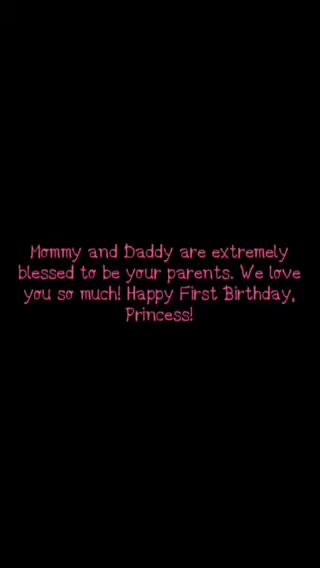 Mommy and Daddy are extremely
blessed to be your parents. We love
you so much! Happy First Birthday,
Princess!